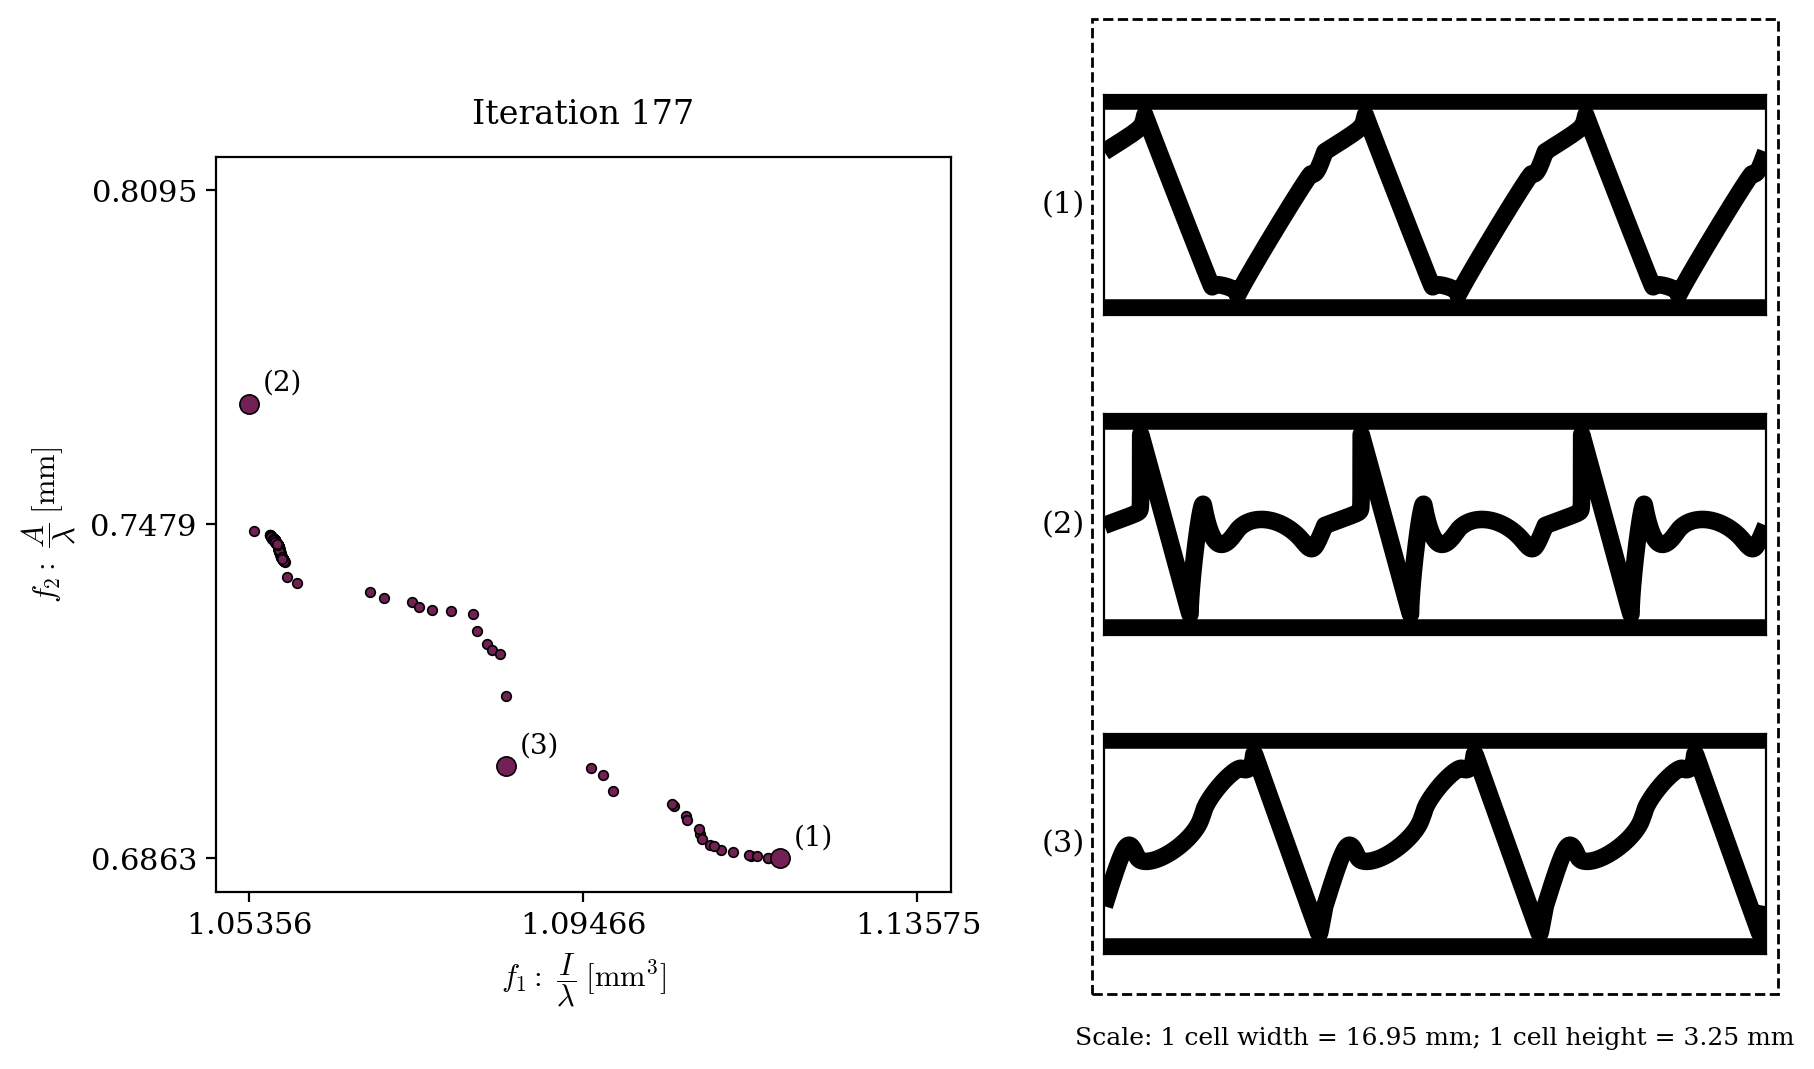 Iteration 177
0.8095
0.7479
0.6863
f₂ : A/λ [mm]
(2)
(3)
(1)
1.05356 1.09466 1.13575
f₁ : I/λ [mm³]
(1)
(2)
(3)
Scale: 1 cell width = 16.95 mm; 1 cell height = 3.25 mm